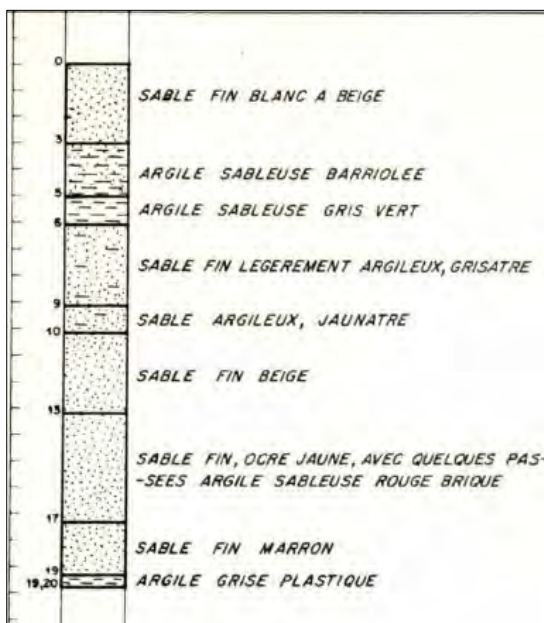 0
SABLE FIN BLANC A BEIGE
3
ARGILE SABLEUSE BARRIOLEE
5
ARGILE SABLEUSE GRIS VERT
6
SABLE FIN LEGEREMENT ARGILEUX, GRISATRE
9
SABLE ARGILEUX, JAUNATRE
10
SABLE FIN BEIGE
13
SABLE FIN, OCRE JAUNE, AVEC QUELQUES PAS-
-SEES ARGILE SABLEUSE ROUGE BRIQUE
17
SABLE FIN MARRON
19
19,20
ARGILE GRISE PLASTIQUE